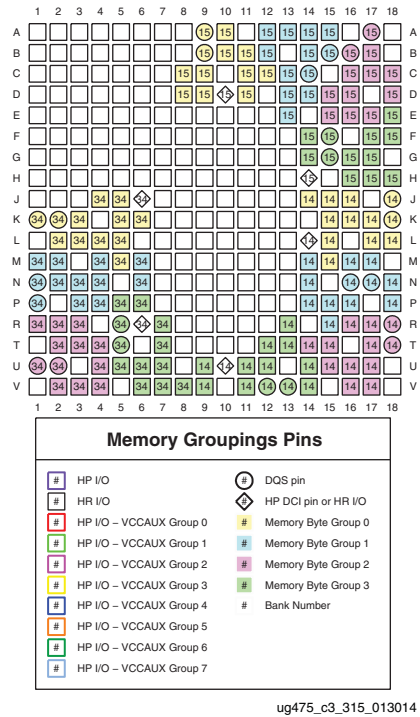 1 2 3 4 5 6 7 8 9 10 11 12 13 14 15 16 17 18
A 15 15 15 15 15 15 15 A
B 15 15 15 15 15 15 15 15 B
C 15 15 15 15 15 15 15 15 15 C
D 15 15 15 15 15 15 15 15 15 D
E 15 15 15 15 15 E
F 15 15 15 15 F
G 15 15 15 15 G
H 15 15 15 15 H
J 34 34 34 14 14 14 14 J
K 34 34 34 34 34 14 14 14 14 K
L 34 34 34 34 14 14 14 14 L
M 34 34 34 34 34 14 14 14 14 M
N 34 34 34 34 34 14 14 14 14 N
P 34 34 34 34 34 14 14 14 14 14 P
R 34 34 34 34 34 34 14 14 14 14 14 R
T 34 34 34 34 34 14 14 14 14 14 14 T
U 34 34 34 34 34 34 14 14 14 14 14 14 14 U
V 34 34 34 34 34 34 14 14 14 14 14 14 14 V
1 2 3 4 5 6 7 8 9 10 11 12 13 14 15 16 17 18
Memory Groupings Pins
# HP I/O
# HR I/O
# HP I/O – VCCAUX Group 0
# HP I/O – VCCAUX Group 1
# HP I/O – VCCAUX Group 2
# HP I/O – VCCAUX Group 3
# HP I/O – VCCAUX Group 4
# HP I/O – VCCAUX Group 5
# HP I/O – VCCAUX Group 6
# HP I/O – VCCAUX Group 7
# DQS pin
# HP DCI pin or HR I/O
# Memory Byte Group 0
# Memory Byte Group 1
# Memory Byte Group 2
# Memory Byte Group 3
# Bank Number
ug475_c3_315_013014